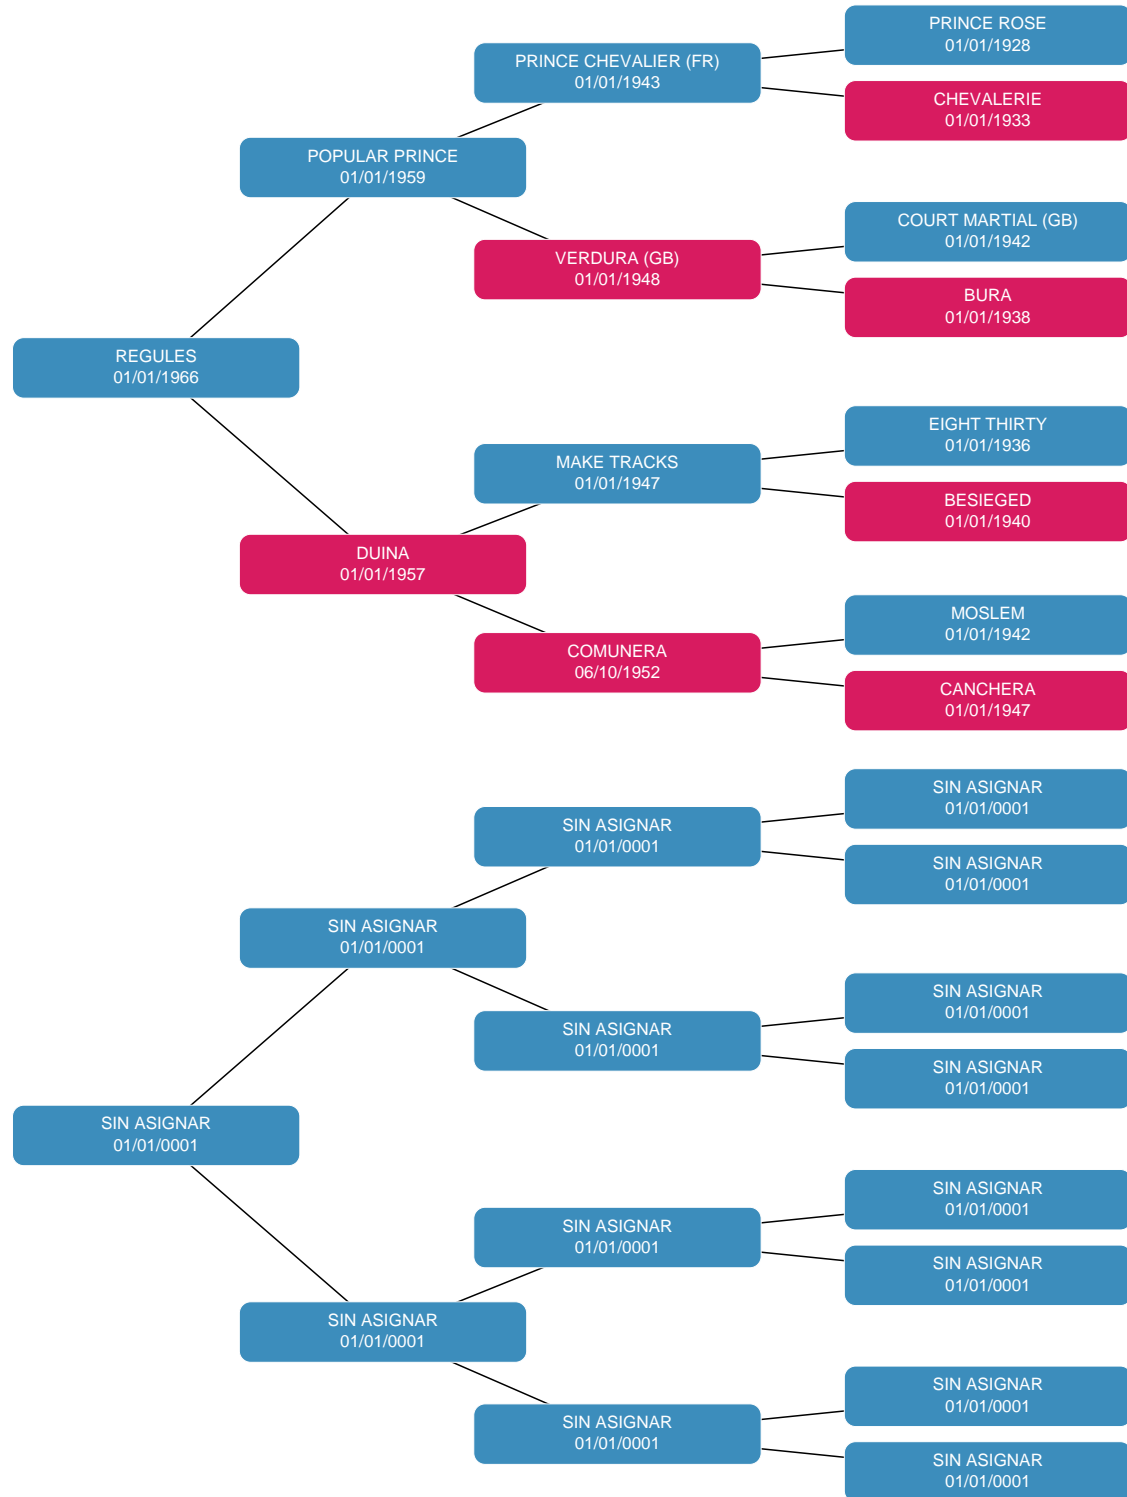 PRINCE ROSE
01/01/1928
PRINCE CHEVALIER (FR)
01/01/1943
CHEVALERIE
01/01/1933
POPULAR PRINCE
01/01/1959
COURT MARTIAL (GB)
01/01/1942
VERDURA (GB)
01/01/1948
BURA
01/01/1938
REGULES
01/01/1966
EIGHT THIRTY
01/01/1936
MAKE TRACKS
01/01/1947
BESIEGED
01/01/1940
DUINA
01/01/1957
MOSLEM
01/01/1942
COMUNERA
06/10/1952
CANCHERA
01/01/1947
SIN ASIGNAR
01/01/0001
SIN ASIGNAR
01/01/0001
SIN ASIGNAR
01/01/0001
SIN ASIGNAR
01/01/0001
SIN ASIGNAR
01/01/0001
SIN ASIGNAR
01/01/0001
SIN ASIGNAR
01/01/0001
SIN ASIGNAR
01/01/0001
SIN ASIGNAR
01/01/0001
SIN ASIGNAR
01/01/0001
SIN ASIGNAR
01/01/0001
SIN ASIGNAR
01/01/0001
SIN ASIGNAR
01/01/0001
SIN ASIGNAR
01/01/0001
SIN ASIGNAR
01/01/0001